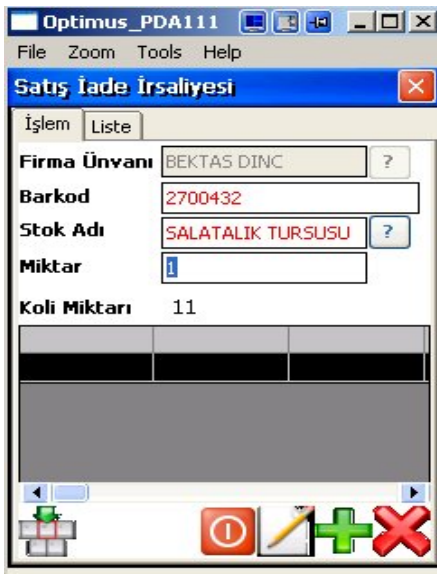 Optimus_PDA111
File Zoom Tools Help
Satış İade İrsaliyesi
İşlem Liste
Firma Ünvanı BEKTAS DINC ?
Barkod 2700432
Stok Adı SALATALIK TURSUSU ?
Miktar 1
Koli Miktarı 11